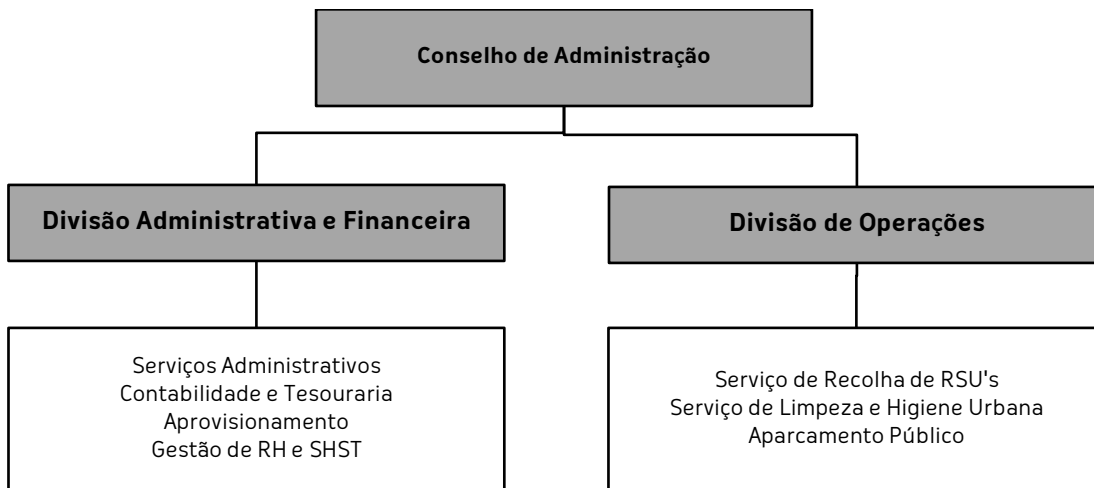 Conselho de Administração
Divisão Administrativa e Financeira
Divisão de Operações
Serviços Administrativos
Contabilidade e Tesouraria
Aprovisionamento
Gestão de RH e SHST
Serviço de Recolha de RSU's
Serviço de Limpeza e Higiene Urbana
Aparcamento Público